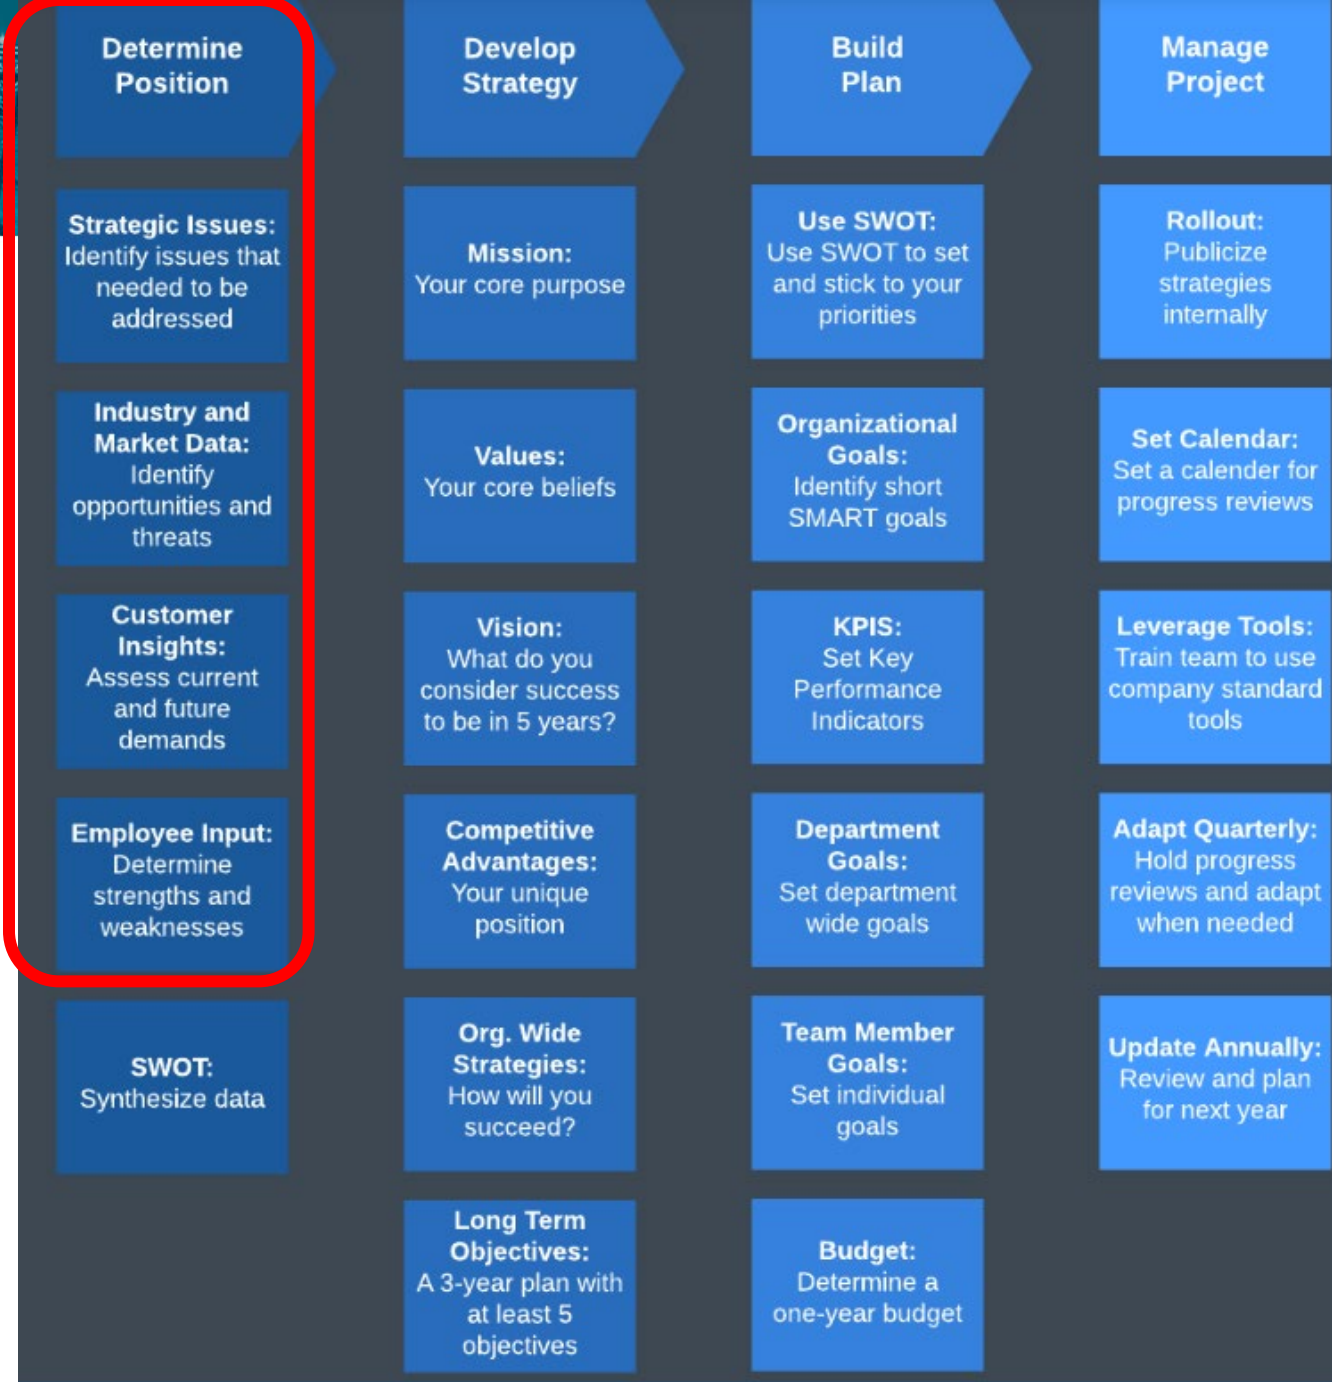 Determine
Position
Strategic Issues:
Identify issues that
needed to be
addressed
Industry and
Market Data:
Identify
opportunities and
threats
Customer
Insights:
Assess current
and future
demands
Employee Input:
Determine
strengths and
weaknesses
SWOT:
Synthesize data
Develop
Strategy
Mission:
Your core purpose
Values:
Your core beliefs
Vision:
What do you
consider success
to be in 5 years?
Competitive
Advantages:
Your unique
position
Org. Wide
Strategies:
How will you
succeed?
Long Term
Objectives:
A 3-year plan with
at least 5
objectives
Build
Plan
Use SWOT:
Use SWOT to set
and stick to your
priorities
Organizational
Goals:
Identify short
SMART goals
KPIS:
Set Key
Performance
Indicators
Department
Goals:
Set department
wide goals
Team Member
Goals:
Set individual
goals
Budget:
Determine a
one-year budget
Manage
Project
Rollout:
Publicize
strategies
internally
Set Calendar:
Set a calender for
progress reviews
Leverage Tools:
Train team to use
company standard
tools
Adapt Quarterly:
Hold progress
reviews and adapt
when needed
Update Annually:
Review and plan
for next year